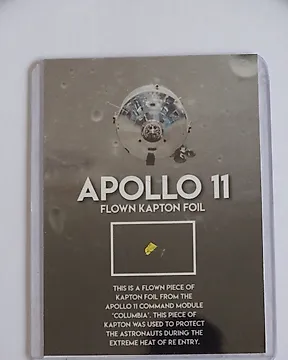 APOLLO 11
FLOWN KAPTON FOIL
THIS IS A FLOWN PIECE OF
KAPTON FOIL FROM THE
APOLLO 11 COMMAND MODULE
'COLUMBIA'. THIS PIECE OF
KAPTON WAS USED TO PROTECT
THE ASTRONAUTS DURING THE
EXTREME HEAT OF RE ENTRY.